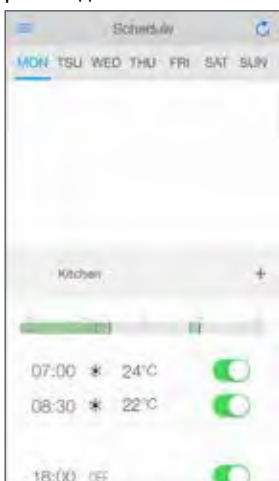 Schedule
MON TSU WED THU FRI SAT SUN
Kitchen +
07:00 24°C
08:30 22°C
18:00 OFF